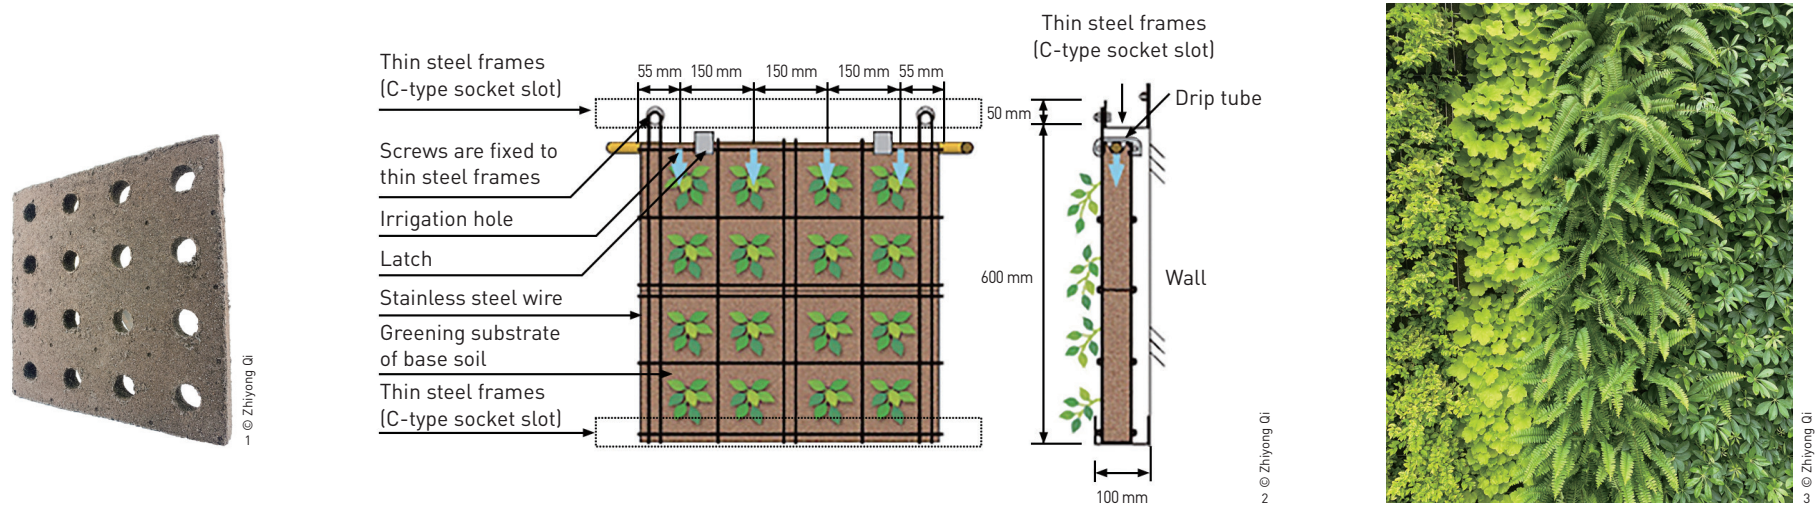 1 © Zhiyong Qi
Thin steel frames
(C-type socket slot)
Screws are fixed to
thin steel frames
Irrigation hole
Latch
Stainless steel wire
Greening substrate
of base soil
Thin steel frames
(C-type socket slot)
55 mm 150 mm 150 mm 150 mm 55 mm
Thin steel frames
(C-type socket slot)
50 mm
Drip tube
600 mm
Wall
100 mm
2 © Zhiyong Qi
3 © Zhiyong Qi